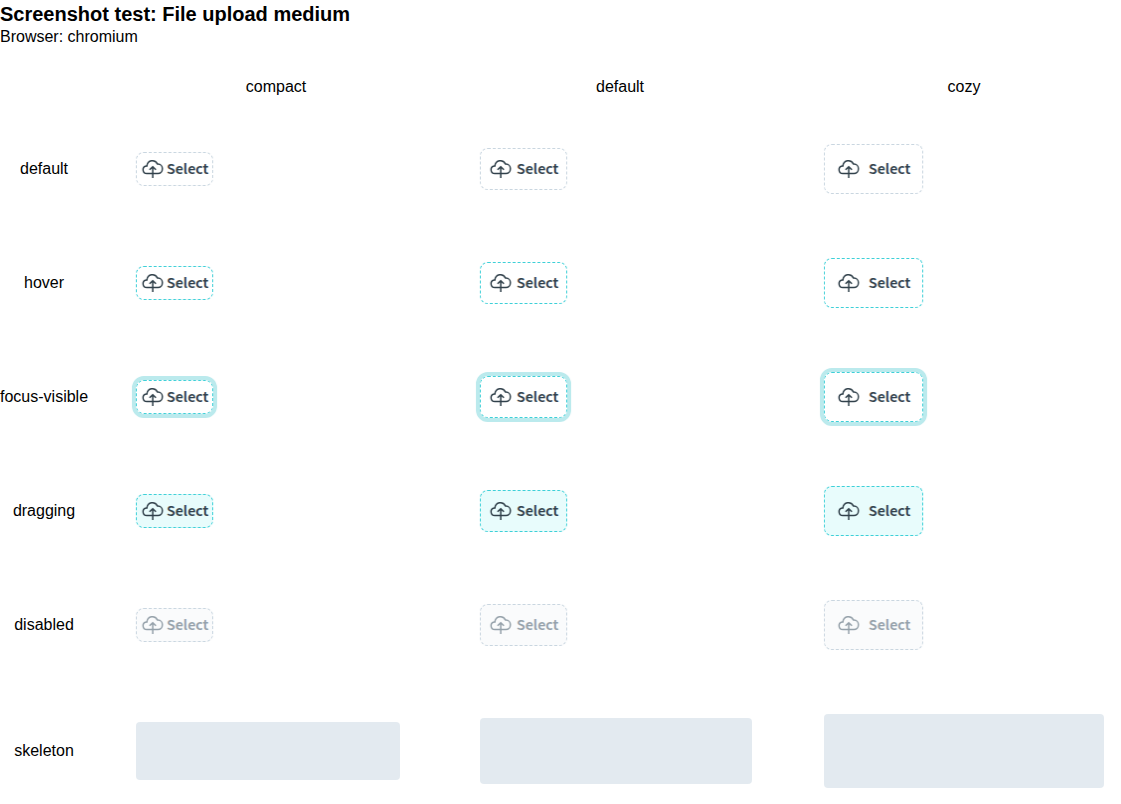 Screenshot test: File upload medium
Browser: chromium
compact default cozy
default Select Select Select
hover Select Select Select
focus-visible Select Select Select
dragging Select Select Select
disabled Select Select Select
skeleton